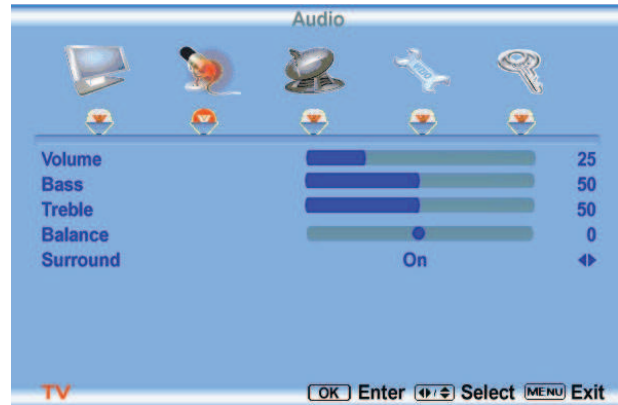 Audio
Volume 25
Bass 50
Treble 50
Balance 0
Surround On
TV OK Enter Select MENU Exit